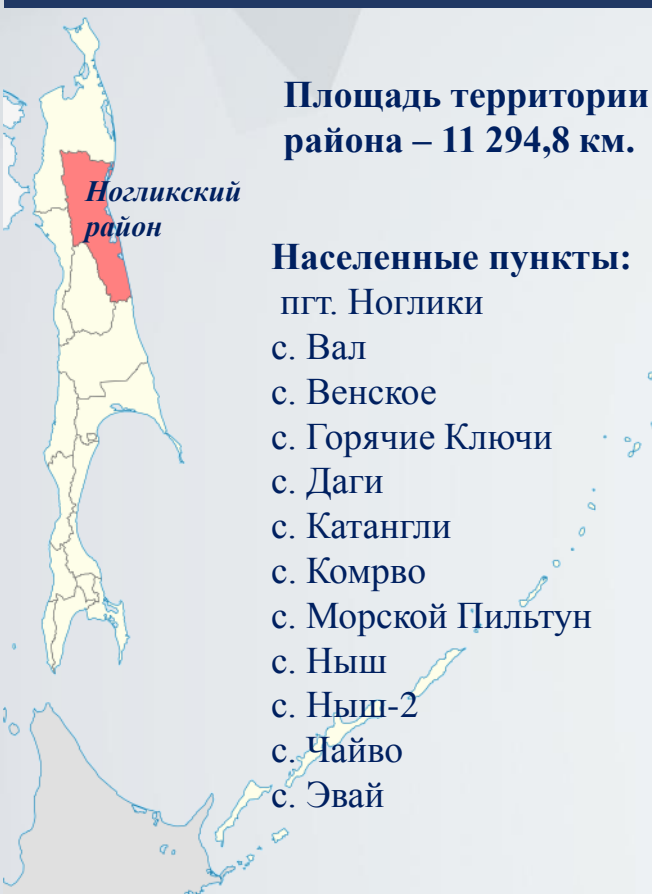 Площадь территории
района – 11 294,8 км.
Ногликский
район
Населенные пункты:
пгт. Ноглики
с. Вал
с. Венское
с. Горячие Ключи
с. Даги
с. Катангли
с. Комрво
с. Морской Пильтун
с. Ныш
с. Ныш-2
с. Чайво
с. Эвай